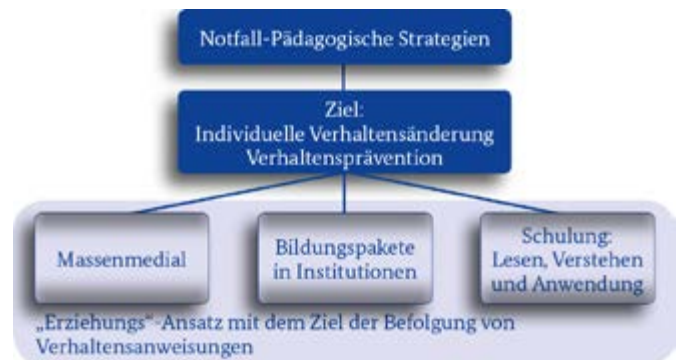 Notfall-Pädagogische Strategien
Ziel:
Individuelle Verhaltensänderung
Verhaltensprävention
Massenmedial
Bildungspakete
in Institutionen
Schulung:
Lesen, Verstehen
und Anwendung
„Erziehungs“-Ansatz mit dem Ziel der Befolgung von
Verhaltensanweisungen